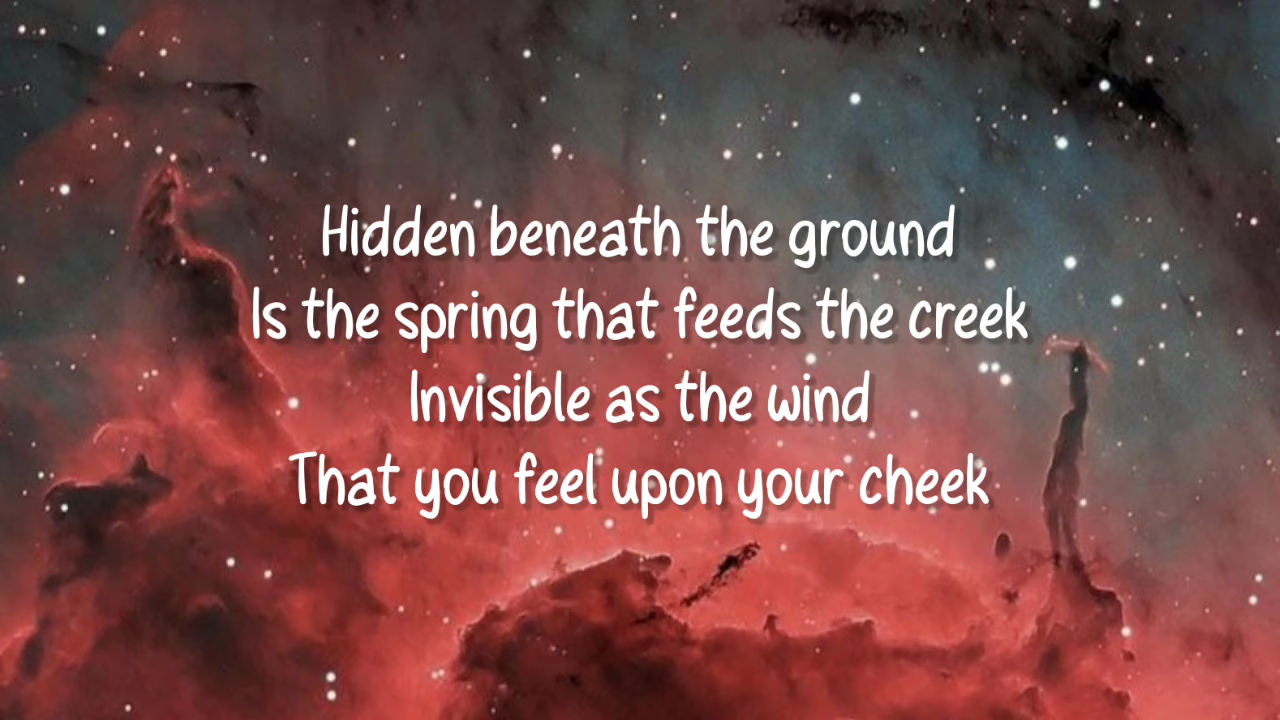 Hidden beneath the ground
Is the spring that feeds the creek
Invisible as the wind
That you feel upon your cheek